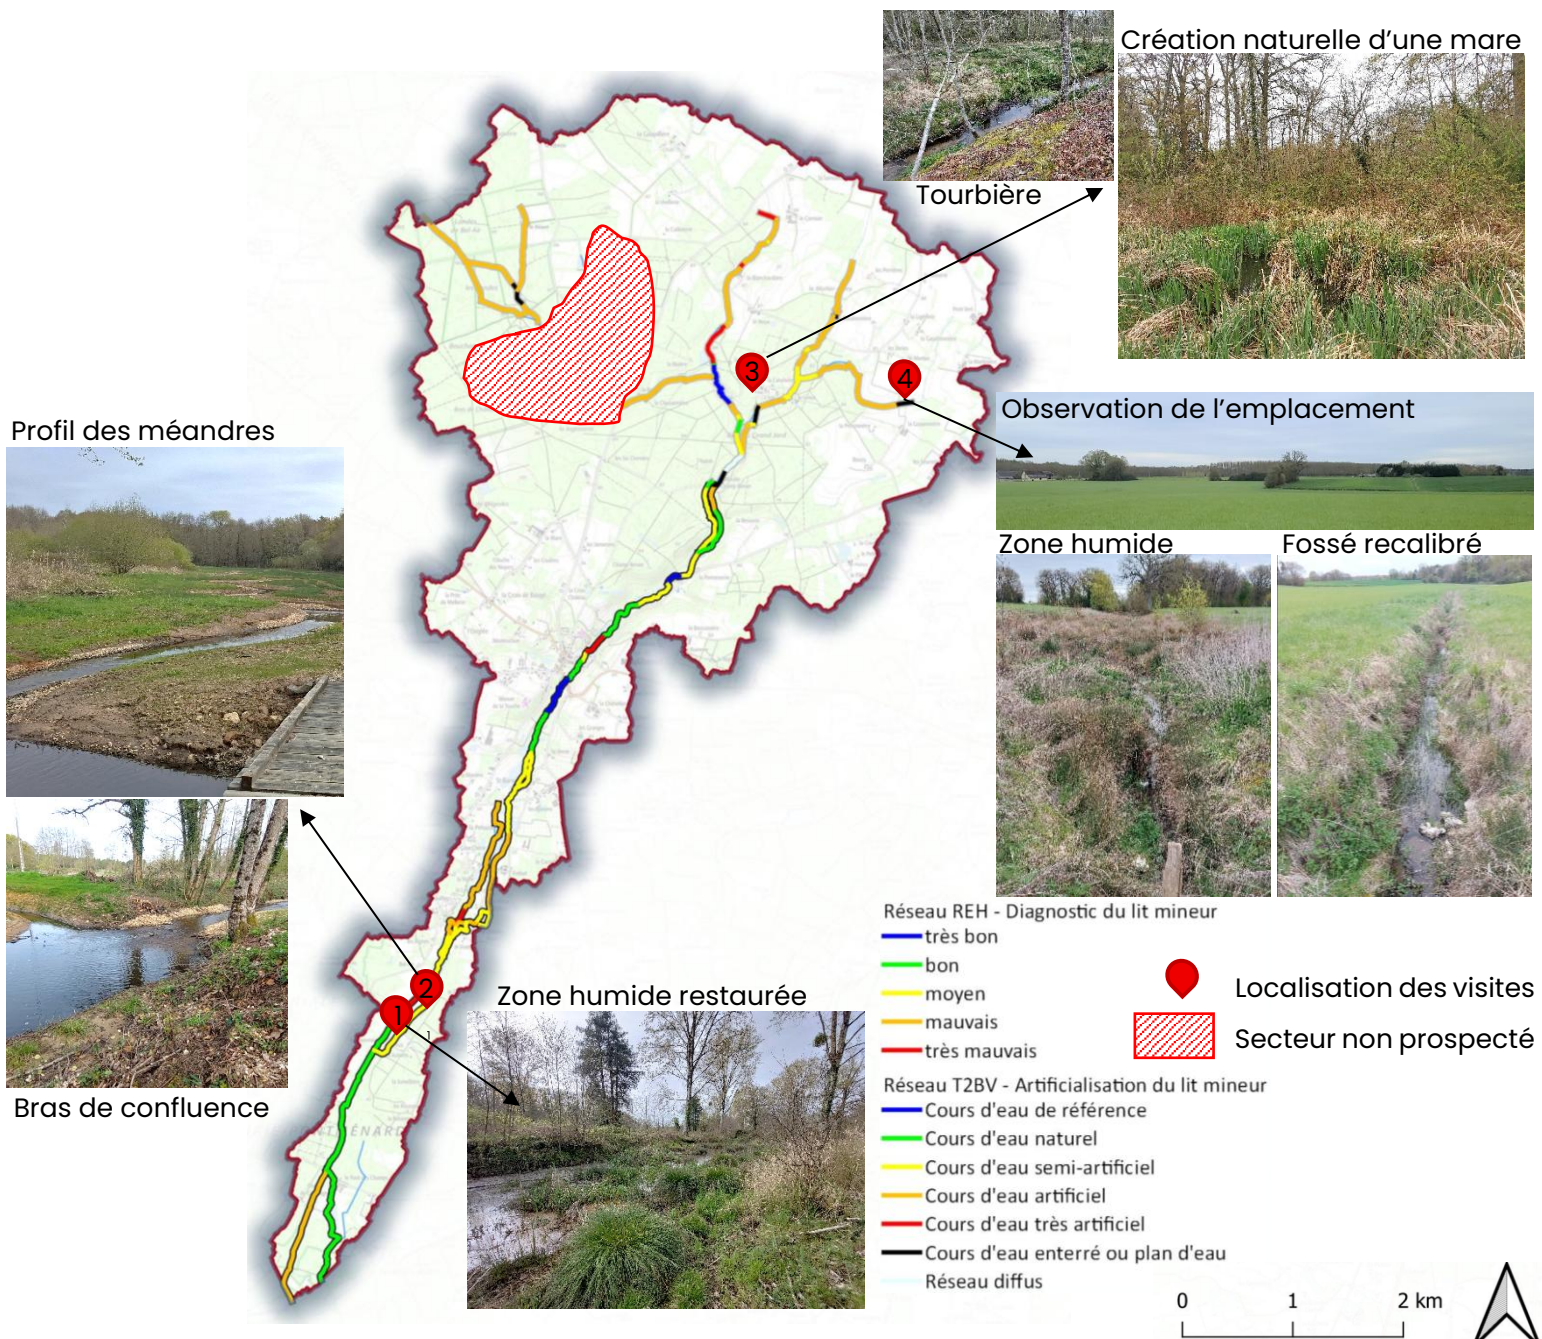 Création naturelle d'une mare
Tourbière
3
4
Observation de l'emplacement
Profil des méandres
Zone humide
Fossé recalibré
2
1
1
Zone humide restaurée
Bras de confluence
Réseau REH - Diagnostic du lit mineur
très bon
bon
moyen
mauvais
très mauvais
Localisation des visites
Secteur non prospecté
Réseau T2BV - Artificialisation du lit mineur
Cours d'eau de référence
Cours d'eau naturel
Cours d'eau semi-artificiel
Cours d'eau artificiel
Cours d'eau très artificiel
Cours d'eau enterré ou plan d'eau
Réseau diffus
0 1 2 km